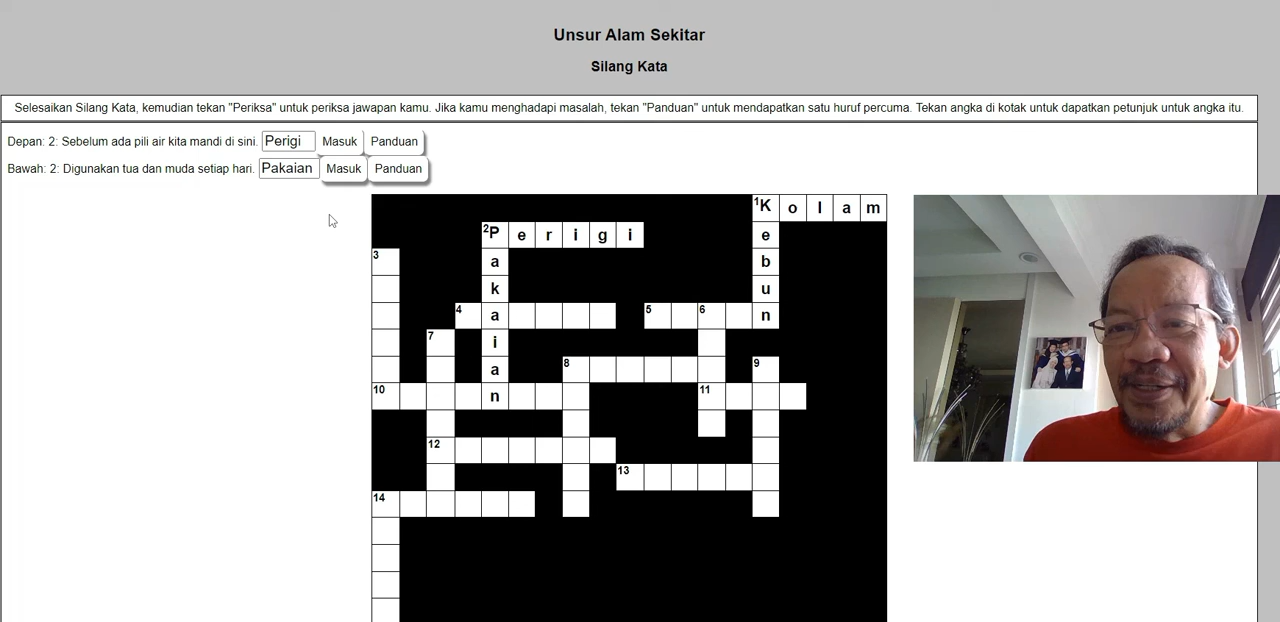 Unsur Alam Sekitar
Silang Kata
Selesaikan Silang Kata, kemudian tekan "Periksa" untuk periksa jawapan kamu. Jika kamu menghadapi masalah, tekan "Panduan" untuk mendapatkan satu huruf percuma. Tekan angka di kotak untuk dapatkan petunjuk untuk angka itu.
Depan: 2: Sebelum ada pili air kita mandi di sini. Perigi Masuk Panduan
Bawah: 2: Digunakan tua dan muda setiap hari. Pakaian Masuk Panduan
1 K o l a m
2 P e r i g i e
3 a b
k u
4 a 5 6 n
7 i
a 8 9
10 n 11
12
13
14